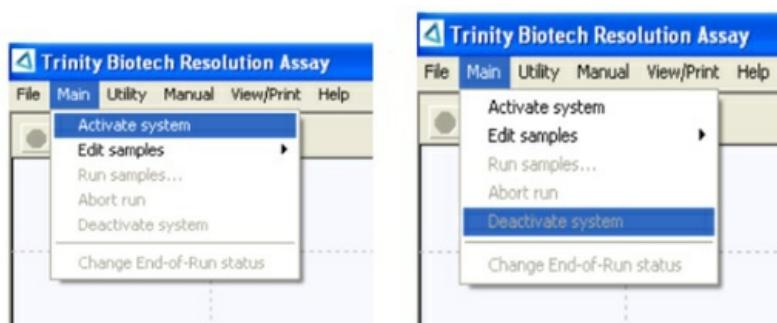 Trinity Biotech Resolution Assay
File Main Utility Manual View/Print Help
Activate system
Edit samples
Run samples...
Abort run
Deactivate system
Change End-of-Run status
Trinity Biotech Resolution Assay
File Main Utility Manual View/Print Help
Activate system
Edit samples
Run samples...
Abort run
Deactivate system
Change End-of-Run status